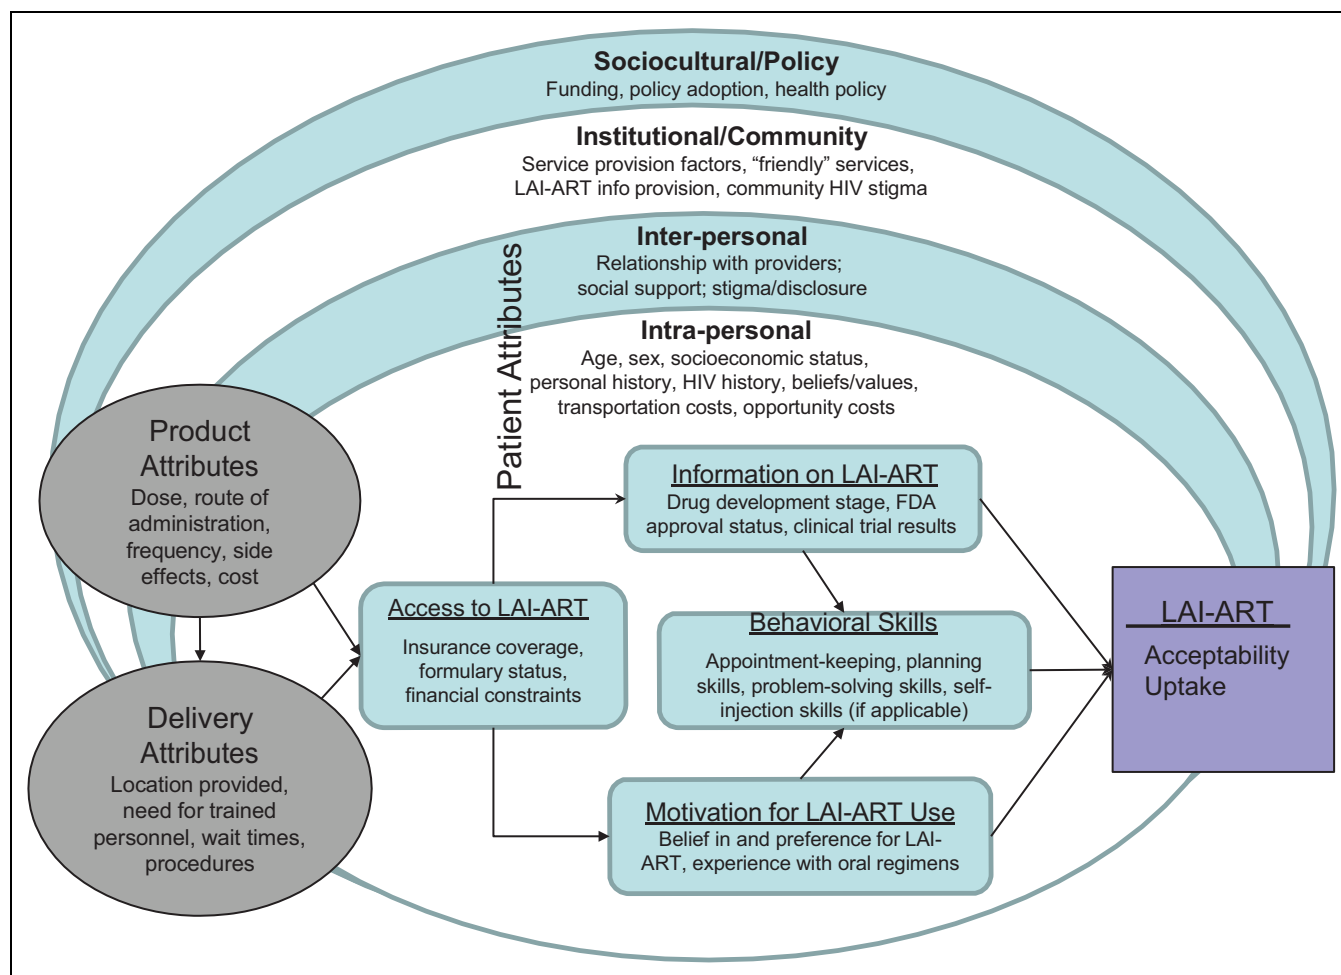 Sociocultural/Policy
Funding, policy adoption, health policy
Institutional/Community
Service provision factors, “friendly” services,
LAI-ART info provision, community HIV stigma
Inter-personal
Relationship with providers;
social support; stigma/disclosure
Intra-personal
Age, sex, socioeconomic status,
personal history, HIV history, beliefs/values,
transportation costs, opportunity costs
Patient Attributes
Product
Attributes
Dose, route of
administration,
frequency, side
effects, cost
Delivery
Attributes
Location provided,
need for trained
personnel, wait times,
procedures
Access to LAI-ART
Insurance coverage,
formulary status,
financial constraints
Information on LAI-ART
Drug development stage, FDA
approval status, clinical trial results
Behavioral Skills
Appointment-keeping, planning
skills, problem-solving skills, self-
injection skills (if applicable)
Motivation for LAI-ART Use
Belief in and preference for LAI-
ART, experience with oral regimens
LAI-ART
Acceptability
Uptake